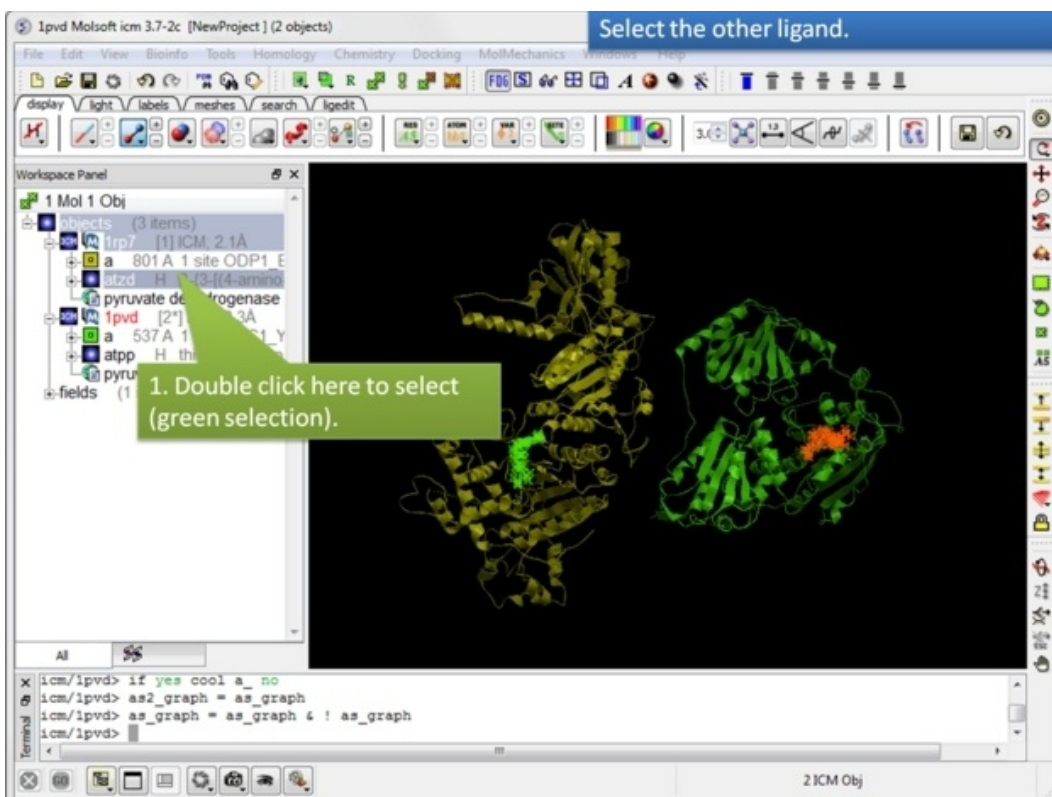 1pvd Molsoft icm 3.7-2c [NewProject] (2 objects)
Select the other ligand.
File Edit View Bioinfo Tools Homology Chemistry Docking MolMechanics Windows Help
display light labels meshes search ligedit
Workspace Panel
1 Mol 1 Obj
objects (3 items)
1rp7 [1] ICM; 2.1Å
a 801 A 1 site ODP1_E
atzd H
pyruvate dehydrogenase
1pvd [2*]
a 537 A 1
atpp H
fields (1
1. Double click here to select
(green selection).
All
icm/1pvd> if yes cool a_ no
icm/1pvd> as2_graph = as_graph
icm/1pvd> as_graph = as_graph & ! as_graph
icm/1pvd>
Terminal
2 ICM Obj